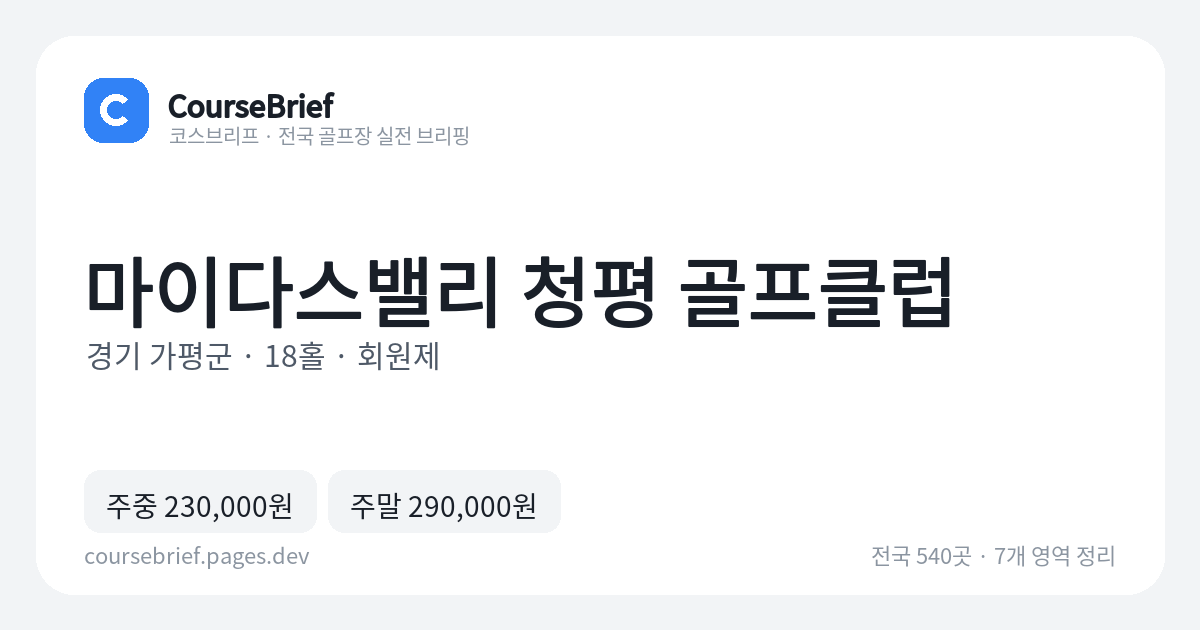 CourseBrief
코스브리프 · 전국 골프장 실전 브리핑
마이다스밸리 청평 골프클럽
경기 가평군 · 18홀 · 회원제
주중 230,000원 주말 290,000원
coursebrief.pages.dev 전국 540곳 · 7개 영역 정리